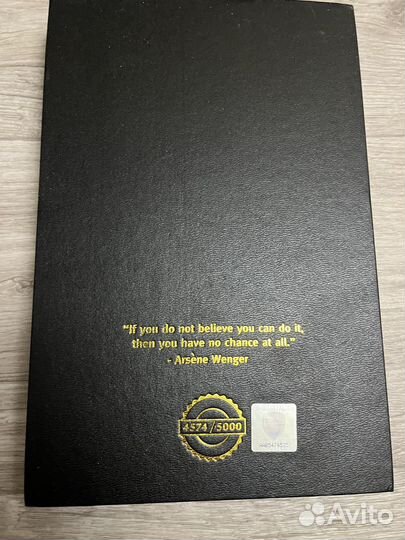 “If you do not believe you can do it,
then you have no chance at all.”
- Arsène Wenger
4574/5000
Avito